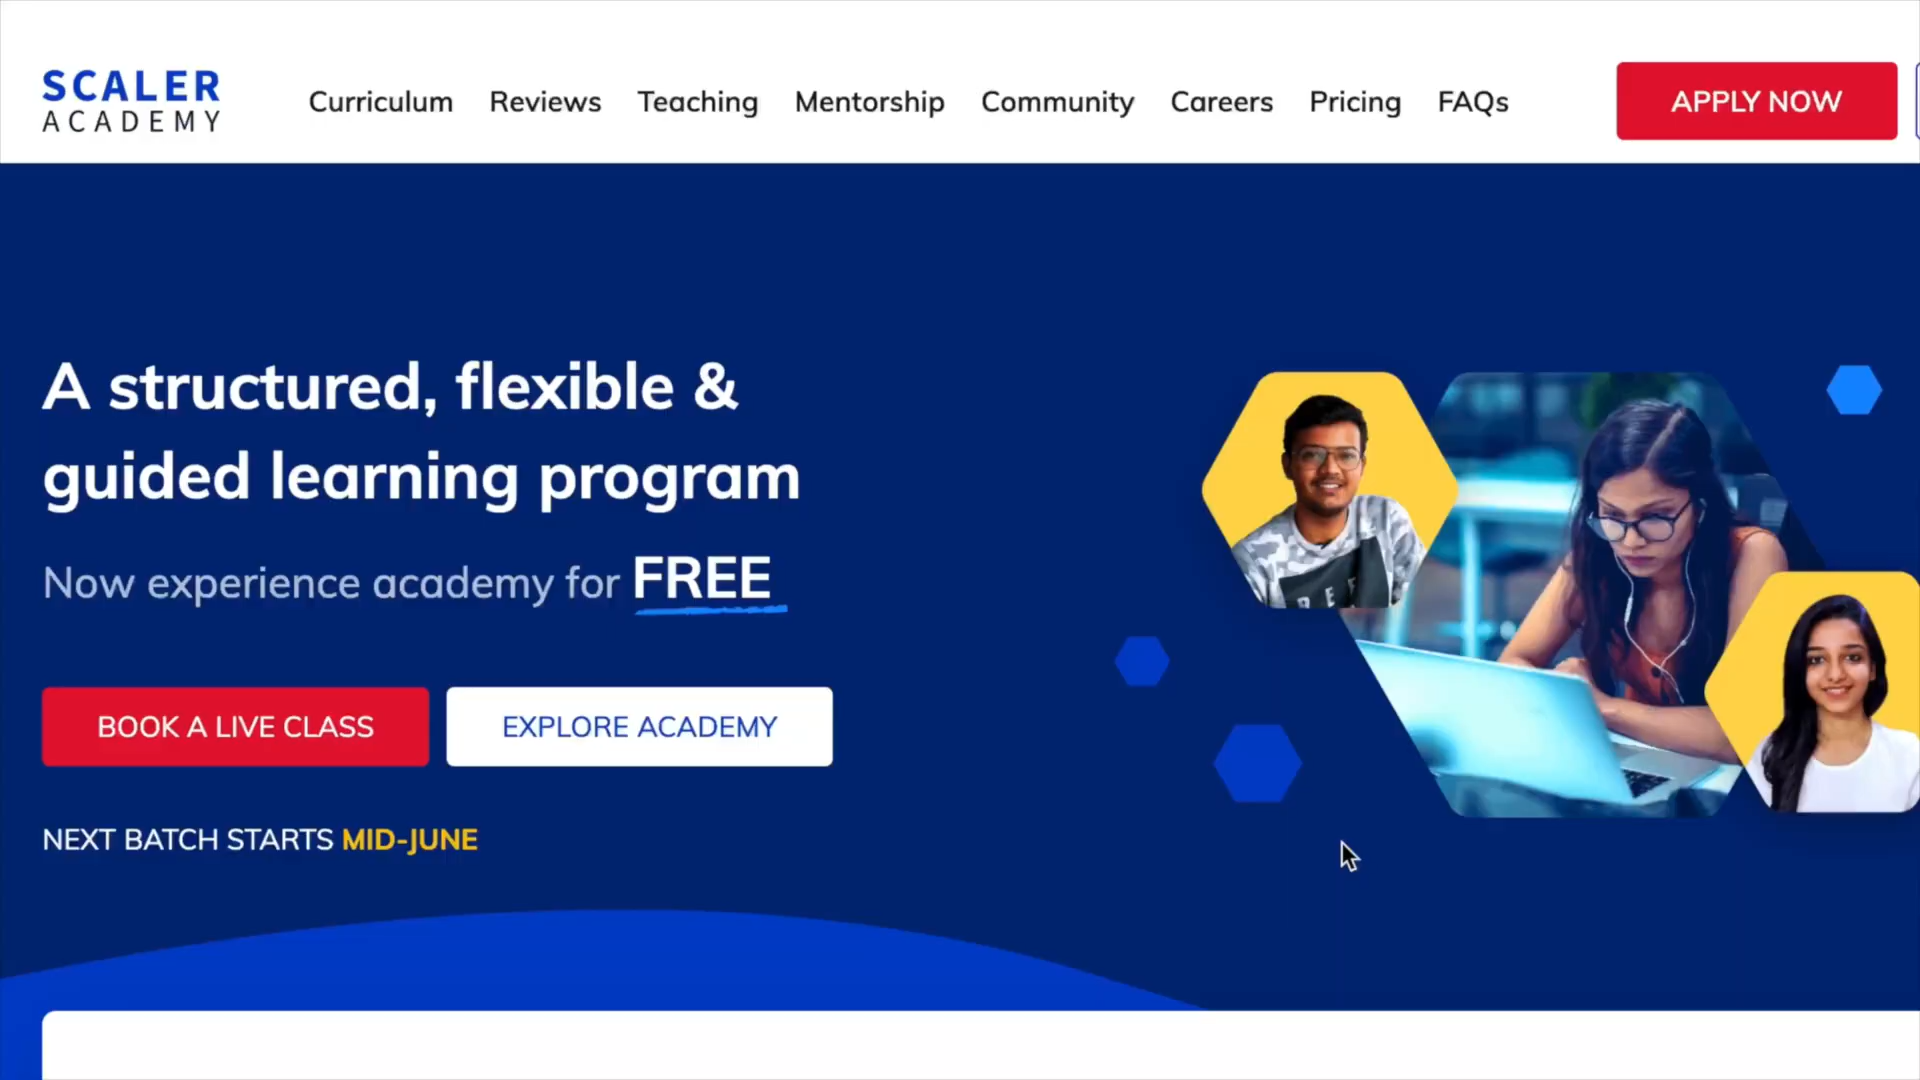 SCALER
ACADEMY
Curriculum Reviews Teaching Mentorship Community Careers Pricing FAQs APPLY NOW
A structured, flexible &
guided learning program
Now experience academy for FREE
BOOK A LIVE CLASS EXPLORE ACADEMY
NEXT BATCH STARTS MID-JUNE